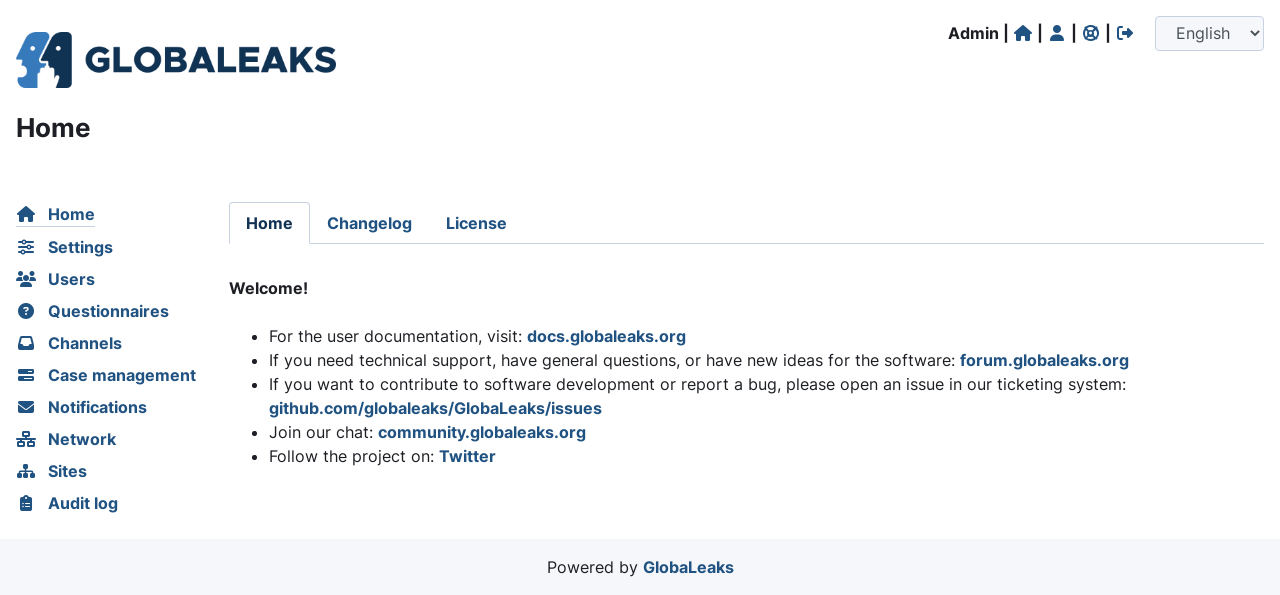 GLOBALEAKS
Admin | | | |
English
Home
Home
Settings
Users
Questionnaires
Channels
Case management
Notifications
Network
Sites
Audit log
Home Changelog License
Welcome!
For the user documentation, visit: docs.globaleaks.org
If you need technical support, have general questions, or have new ideas for the software: forum.globaleaks.org
If you want to contribute to software development or report a bug, please open an issue in our ticketing system:
github.com/globaleaks/GlobaLeaks/issues
Join our chat: community.globaleaks.org
Follow the project on: Twitter
Powered by GlobaLeaks